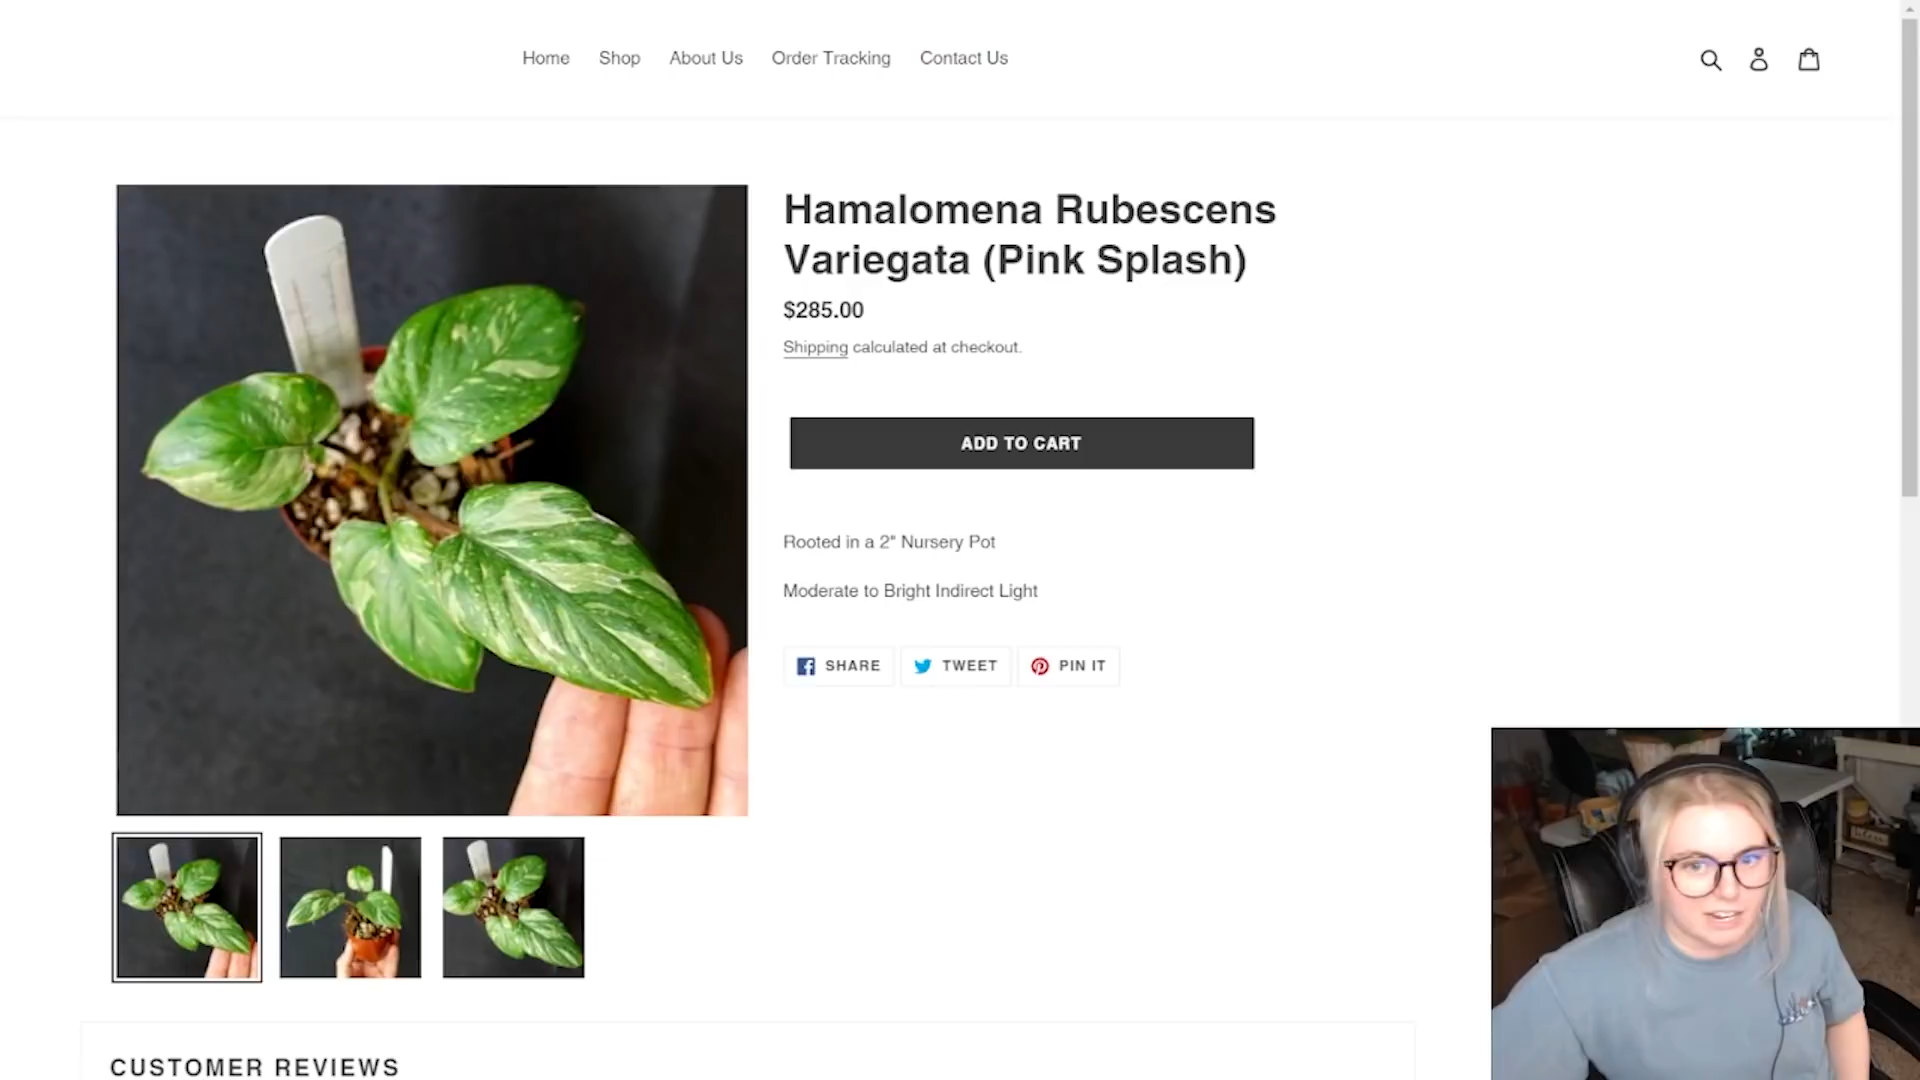 Home Shop About Us Order Tracking Contact Us
Hamalomena Rubescens
Variegata (Pink Splash)
$285.00
Shipping calculated at checkout.
ADD TO CART
Rooted in a 2" Nursery Pot
Moderate to Bright Indirect Light
SHARE TWEET PIN IT
CUSTOMER REVIEWS